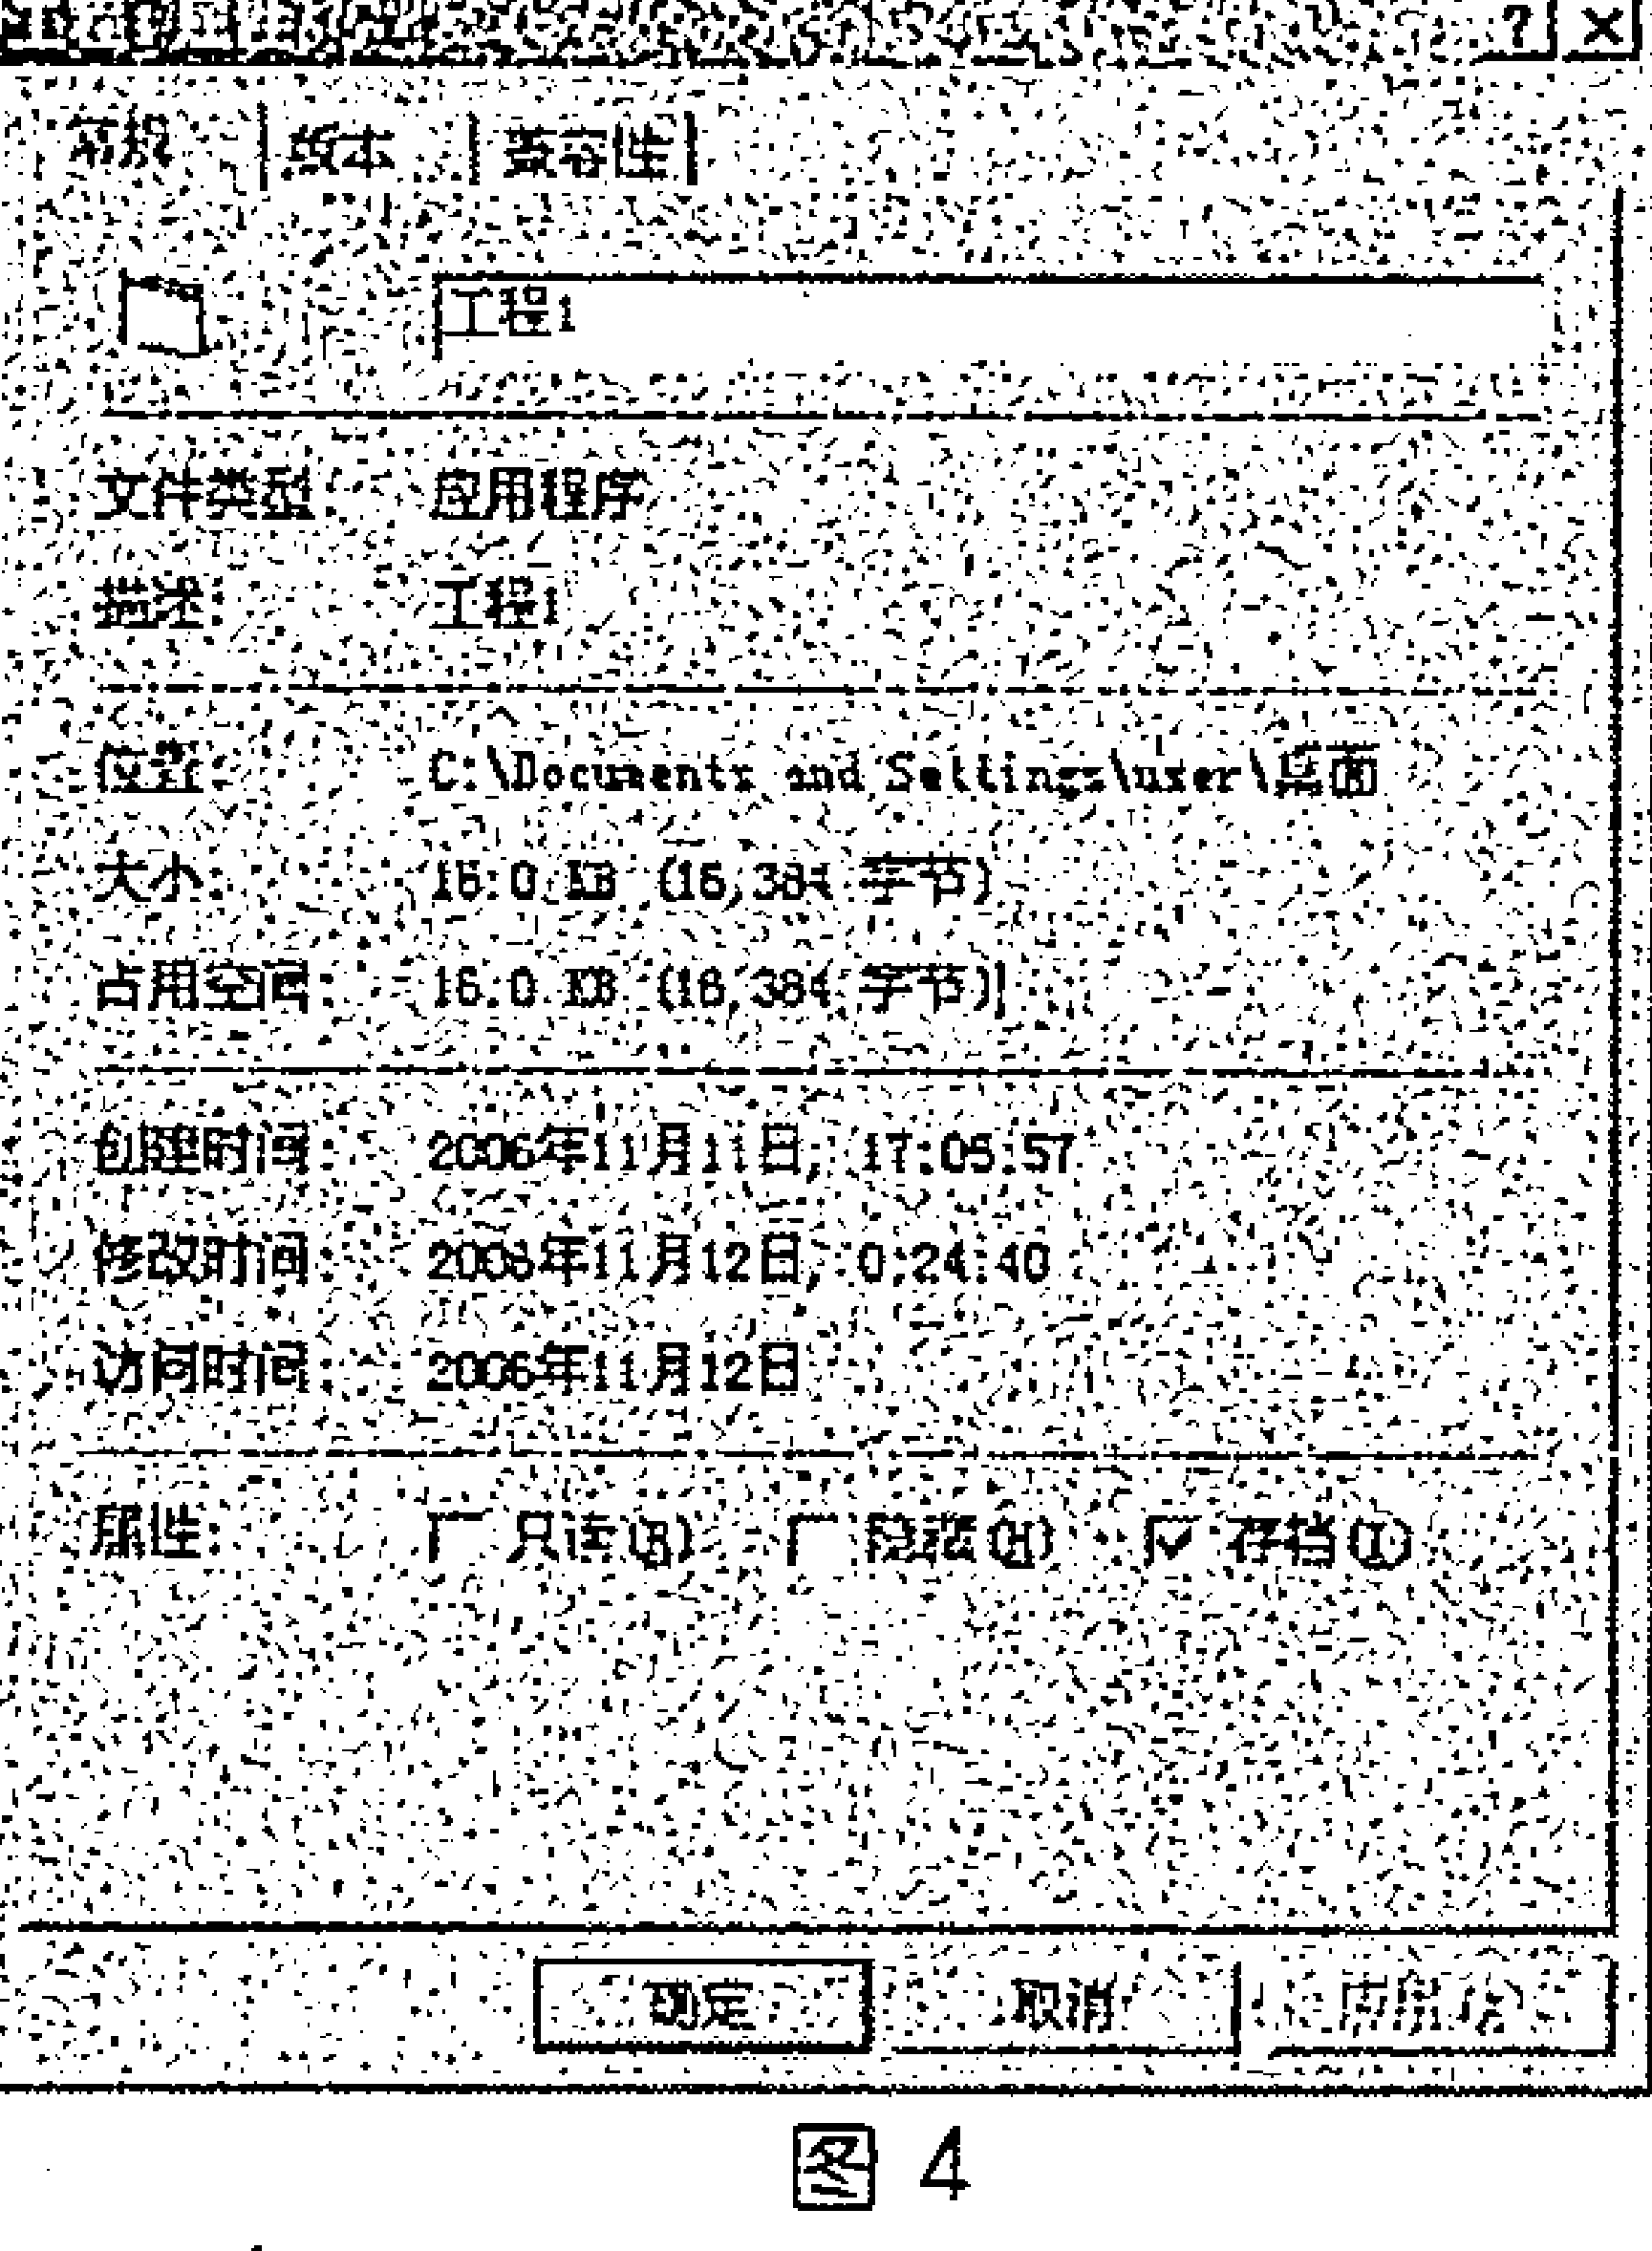 常规 版本 兼容性
工程1
文件类型: 应用程序
描述: 工程1
位置: C:\Documents and Settings\user\桌面
大小: 16.0 KB (16,384 字节)
占用空间: 16.0 KB (16,384 字节)
创建时间: 2006年11月11日, 17:05:57
修改时间: 2006年11月12日, 0:24:40
访问时间: 2006年11月12日
属性: 只读(R) 隐藏(H) 存档(I)
确定 取消
图 4